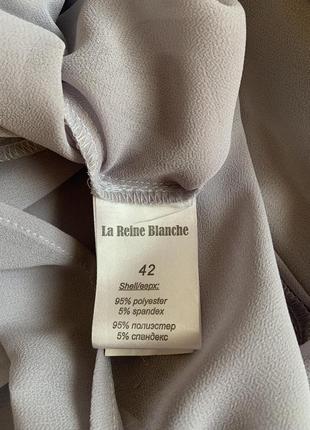 La Reine Blanche
42
Shell/верх:
95% polyester
5% spandex
95% полиэстер
5% спандекс